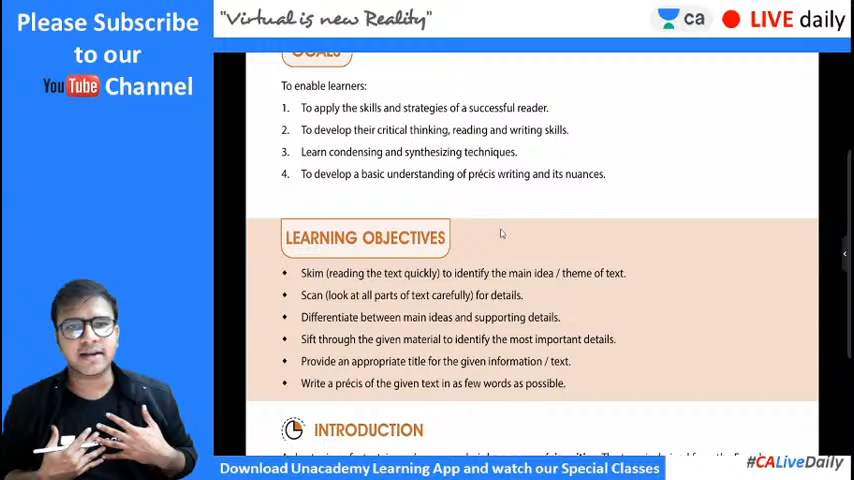 Please Subscribe
to our
YouTube Channel
"Virtual is new Reality"
ca
LIVE daily
GOALS
To enable learners:
1. To apply the skills and strategies of a successful reader.
2. To develop their critical thinking, reading and writing skills.
3. Learn condensing and synthesizing techniques.
4. To develop a basic understanding of précis writing and its nuances.
LEARNING OBJECTIVES
Skim (reading the text quickly) to identify the main idea / theme of text.
Scan (look at all parts of text carefully) for details.
Differentiate between main ideas and supporting details.
Sift through the given material to identify the most important details.
Provide an appropriate title for the given information / text.
Write a précis of the given text in as few words as possible.
INTRODUCTION
Download Unacademy Learning App and watch our Special Classes
#CALiveDaily